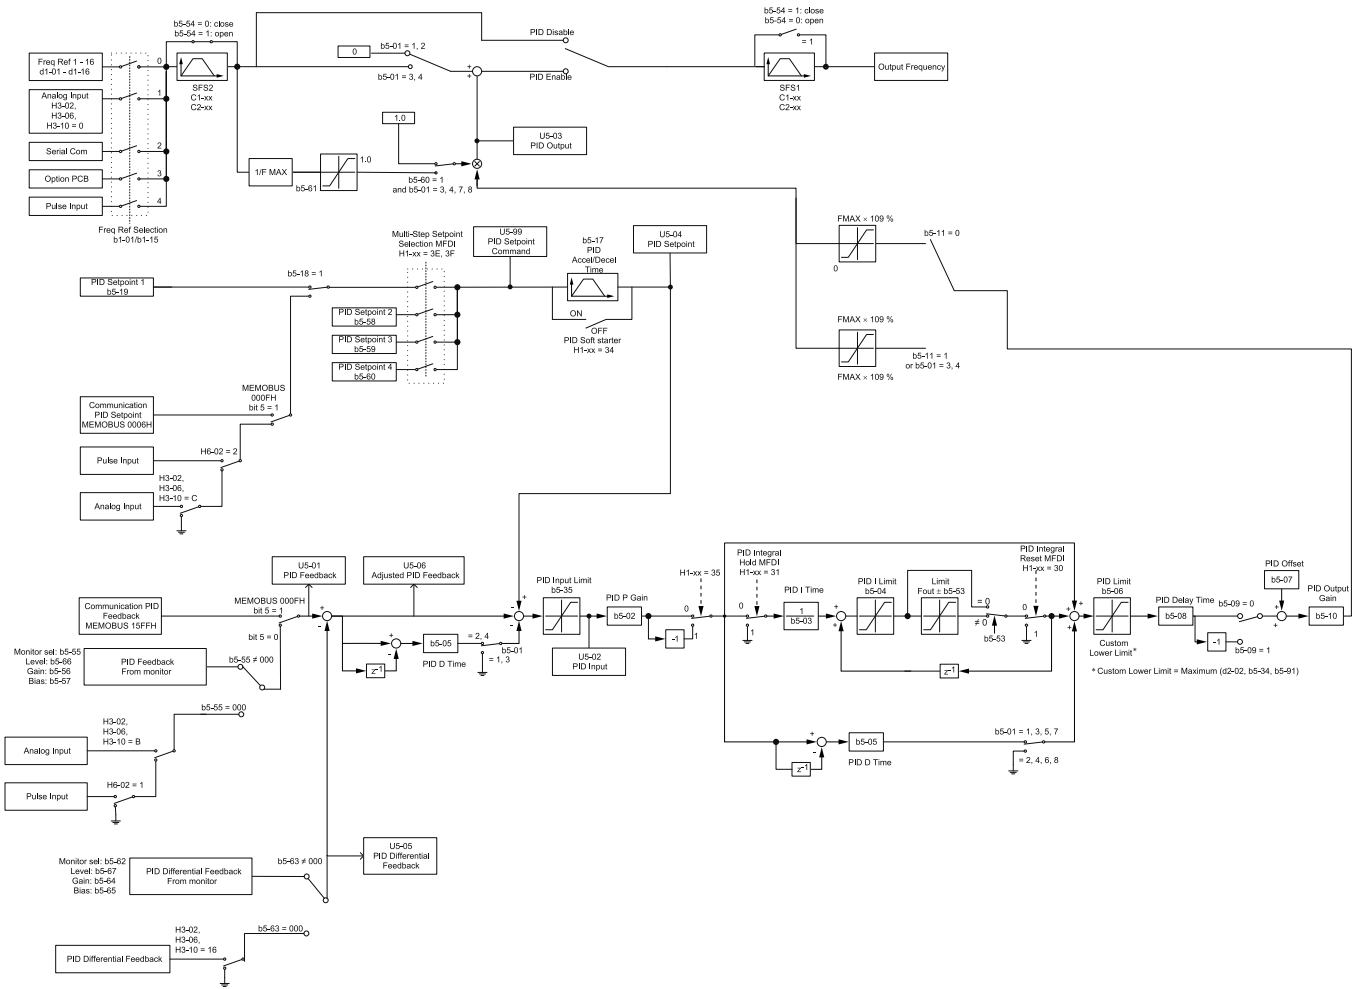 b5-54 = 0: close
b5-54 = 1: open
Freq Ref 1 - 16
d1-01 - d1-16
0
Analog Input
H3-02,
H3-06,
H3-10 = 0
1
Serial Com
2
Option PCB
3
Pulse Input
4
Freq Ref Selection
b1-01/b1-15
SFS2
C1-xx
C2-xx
0
b5-01 = 1, 2
b5-01 = 3, 4
+
+
PID Disable
PID Enable
b5-54 = 1: close
b5-54 = 0: open
= 1
SFS1
C1-xx
C2-xx
Output Frequency
1.0
U5-03
PID Output
1/F MAX
b5-61
1.0
b5-60 = 1
and b5-01 = 3, 4, 7, 8
FMAX × 109 %
0
b5-11 = 0
FMAX × 109 %
FMAX × 109 %
b5-11 = 1
or b5-01 = 3, 4
Multi-Step Setpoint
Selection MFDI
H1-xx = 3E, 3F
U5-99
PID Setpoint
Command
b5-17
PID
Accel/Decel
Time
U5-04
PID Setpoint
PID Setpoint 1
b5-19
b5-18 = 1
PID Setpoint 2
b5-58
PID Setpoint 3
b5-59
PID Setpoint 4
b5-60
ON
OFF
PID Soft starter
H1-xx = 34
MEMOBUS
000FH
bit 5 = 1
Communication
PID Setpoint
MEMOBUS 0006H
Pulse Input
H6-02 = 2
Analog Input
H3-02,
H3-06,
H3-10 = C
U5-01
PID Feedback
U5-06
Adjusted PID Feedback
Communication PID
Feedback
MEMOBUS 15FFH
MEMOBUS 000FH
bit 5 = 1
bit 5 = 0
+
-
+
-
z-1
b5-05
PID D Time
= 2, 4
b5-01
= 1, 3
-
-
+
PID Input Limit
b5-35
U5-02
PID Input
PID P Gain
b5-02
-1
H1-xx = 35
0
1
PID Integral
Hold MFDI
H1-xx = 31
0
1
PID I Time
1
b5-03
+
+
PID I Limit
b5-04
Limit
Fout ± b5-53
= 0
≠ 0
b5-53
z-1
PID Integral
Reset MFDI
H1-xx = 30
0
1
+
+
+
PID Limit
b5-06
Custom
Lower Limit*
PID Delay Time
b5-08
b5-09 = 0
-1
b5-09 = 1
PID Offset
b5-07
+
+
PID Output
Gain
b5-10
* Custom Lower Limit = Maximum (d2-02, b5-34, b5-91)
Monitor sel: b5-55
Level: b5-66
Gain: b5-56
Bias: b5-57
PID Feedback
From monitor
b5-55 ≠ 000
b5-55 = 000
Analog Input
H3-02,
H3-06,
H3-10 = B
Pulse Input
H6-02 = 1
z-1
+
-
b5-05
PID D Time
b5-01 = 1, 3, 5, 7
= 2, 4, 6, 8
U5-05
PID Differential
Feedback
Monitor sel: b5-62
Level: b5-67
Gain: b5-64
Bias: b5-65
PID Differential Feedback
From monitor
b5-63 ≠ 000
b5-63 = 000
PID Differential Feedback
H3-02,
H3-06,
H3-10 = 16